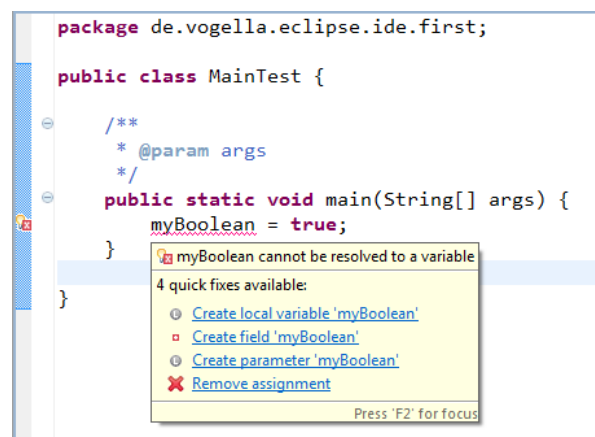 package de.vogella.eclipse.ide.first;
public class MainTest {
/**
* @param args
*/
public static void main(String[] args) {
myBoolean = true;
}
myBoolean cannot be resolved to a variable
4 quick fixes available:
Create local variable 'myBoolean'
Create field 'myBoolean'
Create parameter 'myBoolean'
Remove assignment
Press 'F2' for focus
}